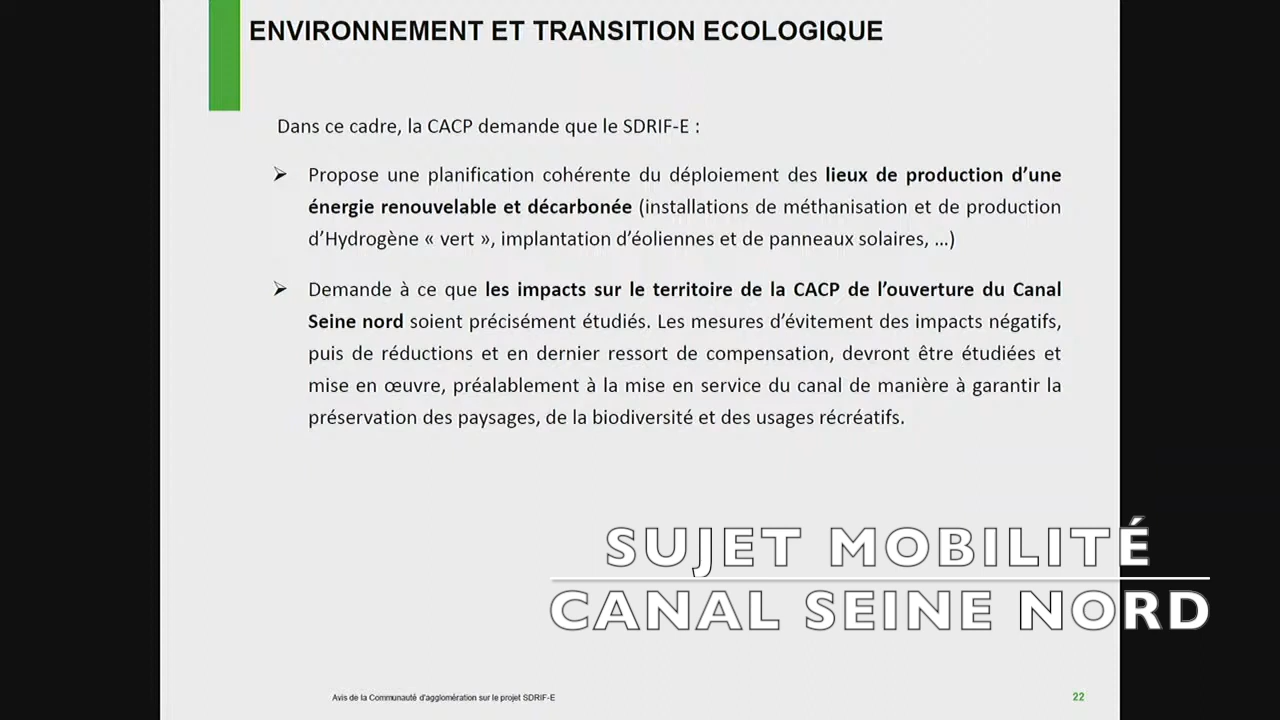 ENVIRONNEMENT ET TRANSITION ECOLOGIQUE
Dans ce cadre, la CACP demande que le SDRIF-E :
Propose une planification cohérente du déploiement des lieux de production d’une
énergie renouvelable et décarbonée (installations de méthanisation et de production
d’Hydrogène « vert », implantation d’éoliennes et de panneaux solaires, …)
Demande à ce que les impacts sur le territoire de la CACP de l’ouverture du Canal
Seine nord soient précisément étudiés. Les mesures d’évitement des impacts négatifs,
puis de réductions et en dernier ressort de compensation, devront être étudiées et
mise en œuvre, préalablement à la mise en service du canal de manière à garantir la
préservation des paysages, de la biodiversité et des usages récréatifs.
SUJET MOBILITÉ
CANAL SEINE NORD
Avis de la Communauté d'agglomération sur le projet SDRIF-E
22